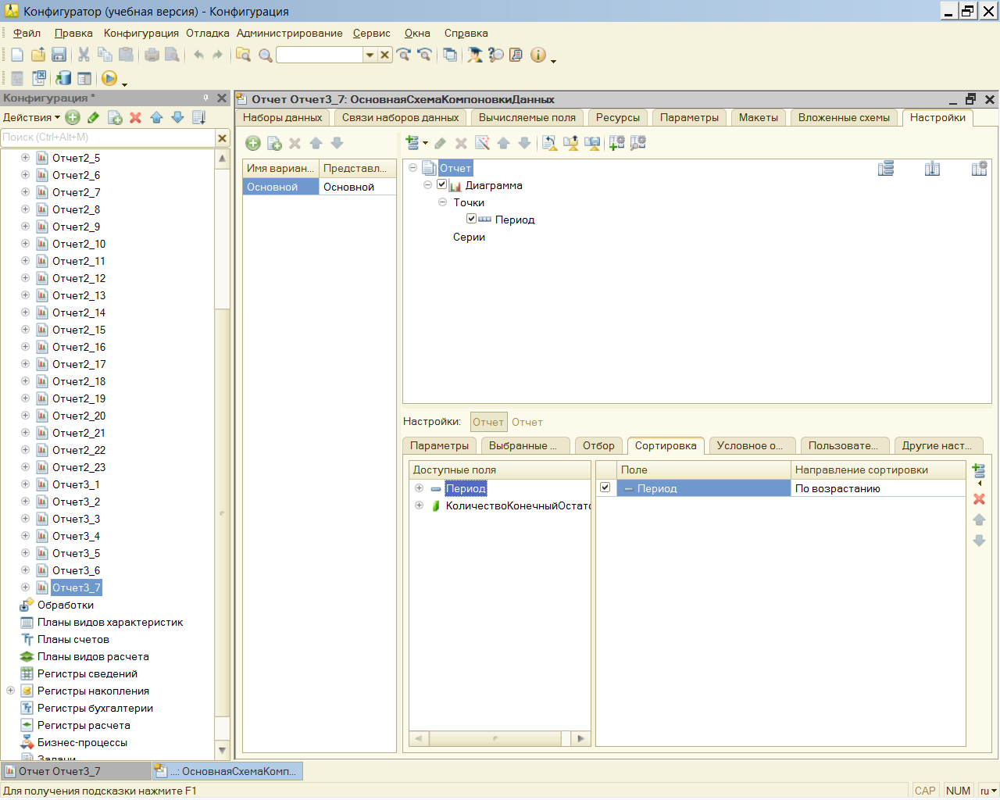 Конфигуратор (учебная версия) - Конфигурация
Файл Правка Конфигурация Отладка Администрирование Сервис Окна Справка
Конфигурация *
Действия
Поиск (Ctrl+Alt+M)
Отчет2_5
Отчет2_6
Отчет2_7
Отчет2_8
Отчет2_9
Отчет2_10
Отчет2_11
Отчет2_12
Отчет2_13
Отчет2_14
Отчет2_15
Отчет2_16
Отчет2_17
Отчет2_18
Отчет2_19
Отчет2_20
Отчет2_21
Отчет2_22
Отчет2_23
Отчет3_1
Отчет3_2
Отчет3_3
Отчет3_4
Отчет3_5
Отчет3_6
Отчет3_7
Обработки
Планы видов характеристик
Планы счетов
Планы видов расчета
Регистры сведений
Регистры накопления
Регистры бухгалтерии
Регистры расчета
Бизнес-процессы
Задачи
Отчет Отчет3_7: ОсновнаяСхемаКомпоновкиДанных
Наборы данных Связи наборов данных Вычисляемые поля Ресурсы Параметры Макеты Вложенные схемы Настройки
Имя вариан... Представл...
Основной Основной
Отчет
Диаграмма
Точки
Период
Серии
Настройки: Отчет Отчет
Параметры Выбранные ... Отбор Сортировка Условное о... Пользовате... Другие наст...
Доступные поля
Период
КоличествоКонечныйОстато
Поле Направление сортировки
Период По возрастанию
Отчет Отчет3_7 ...: ОсновнаяСхемаКомп...
Для получения подсказки нажмите F1 CAP NUM ru